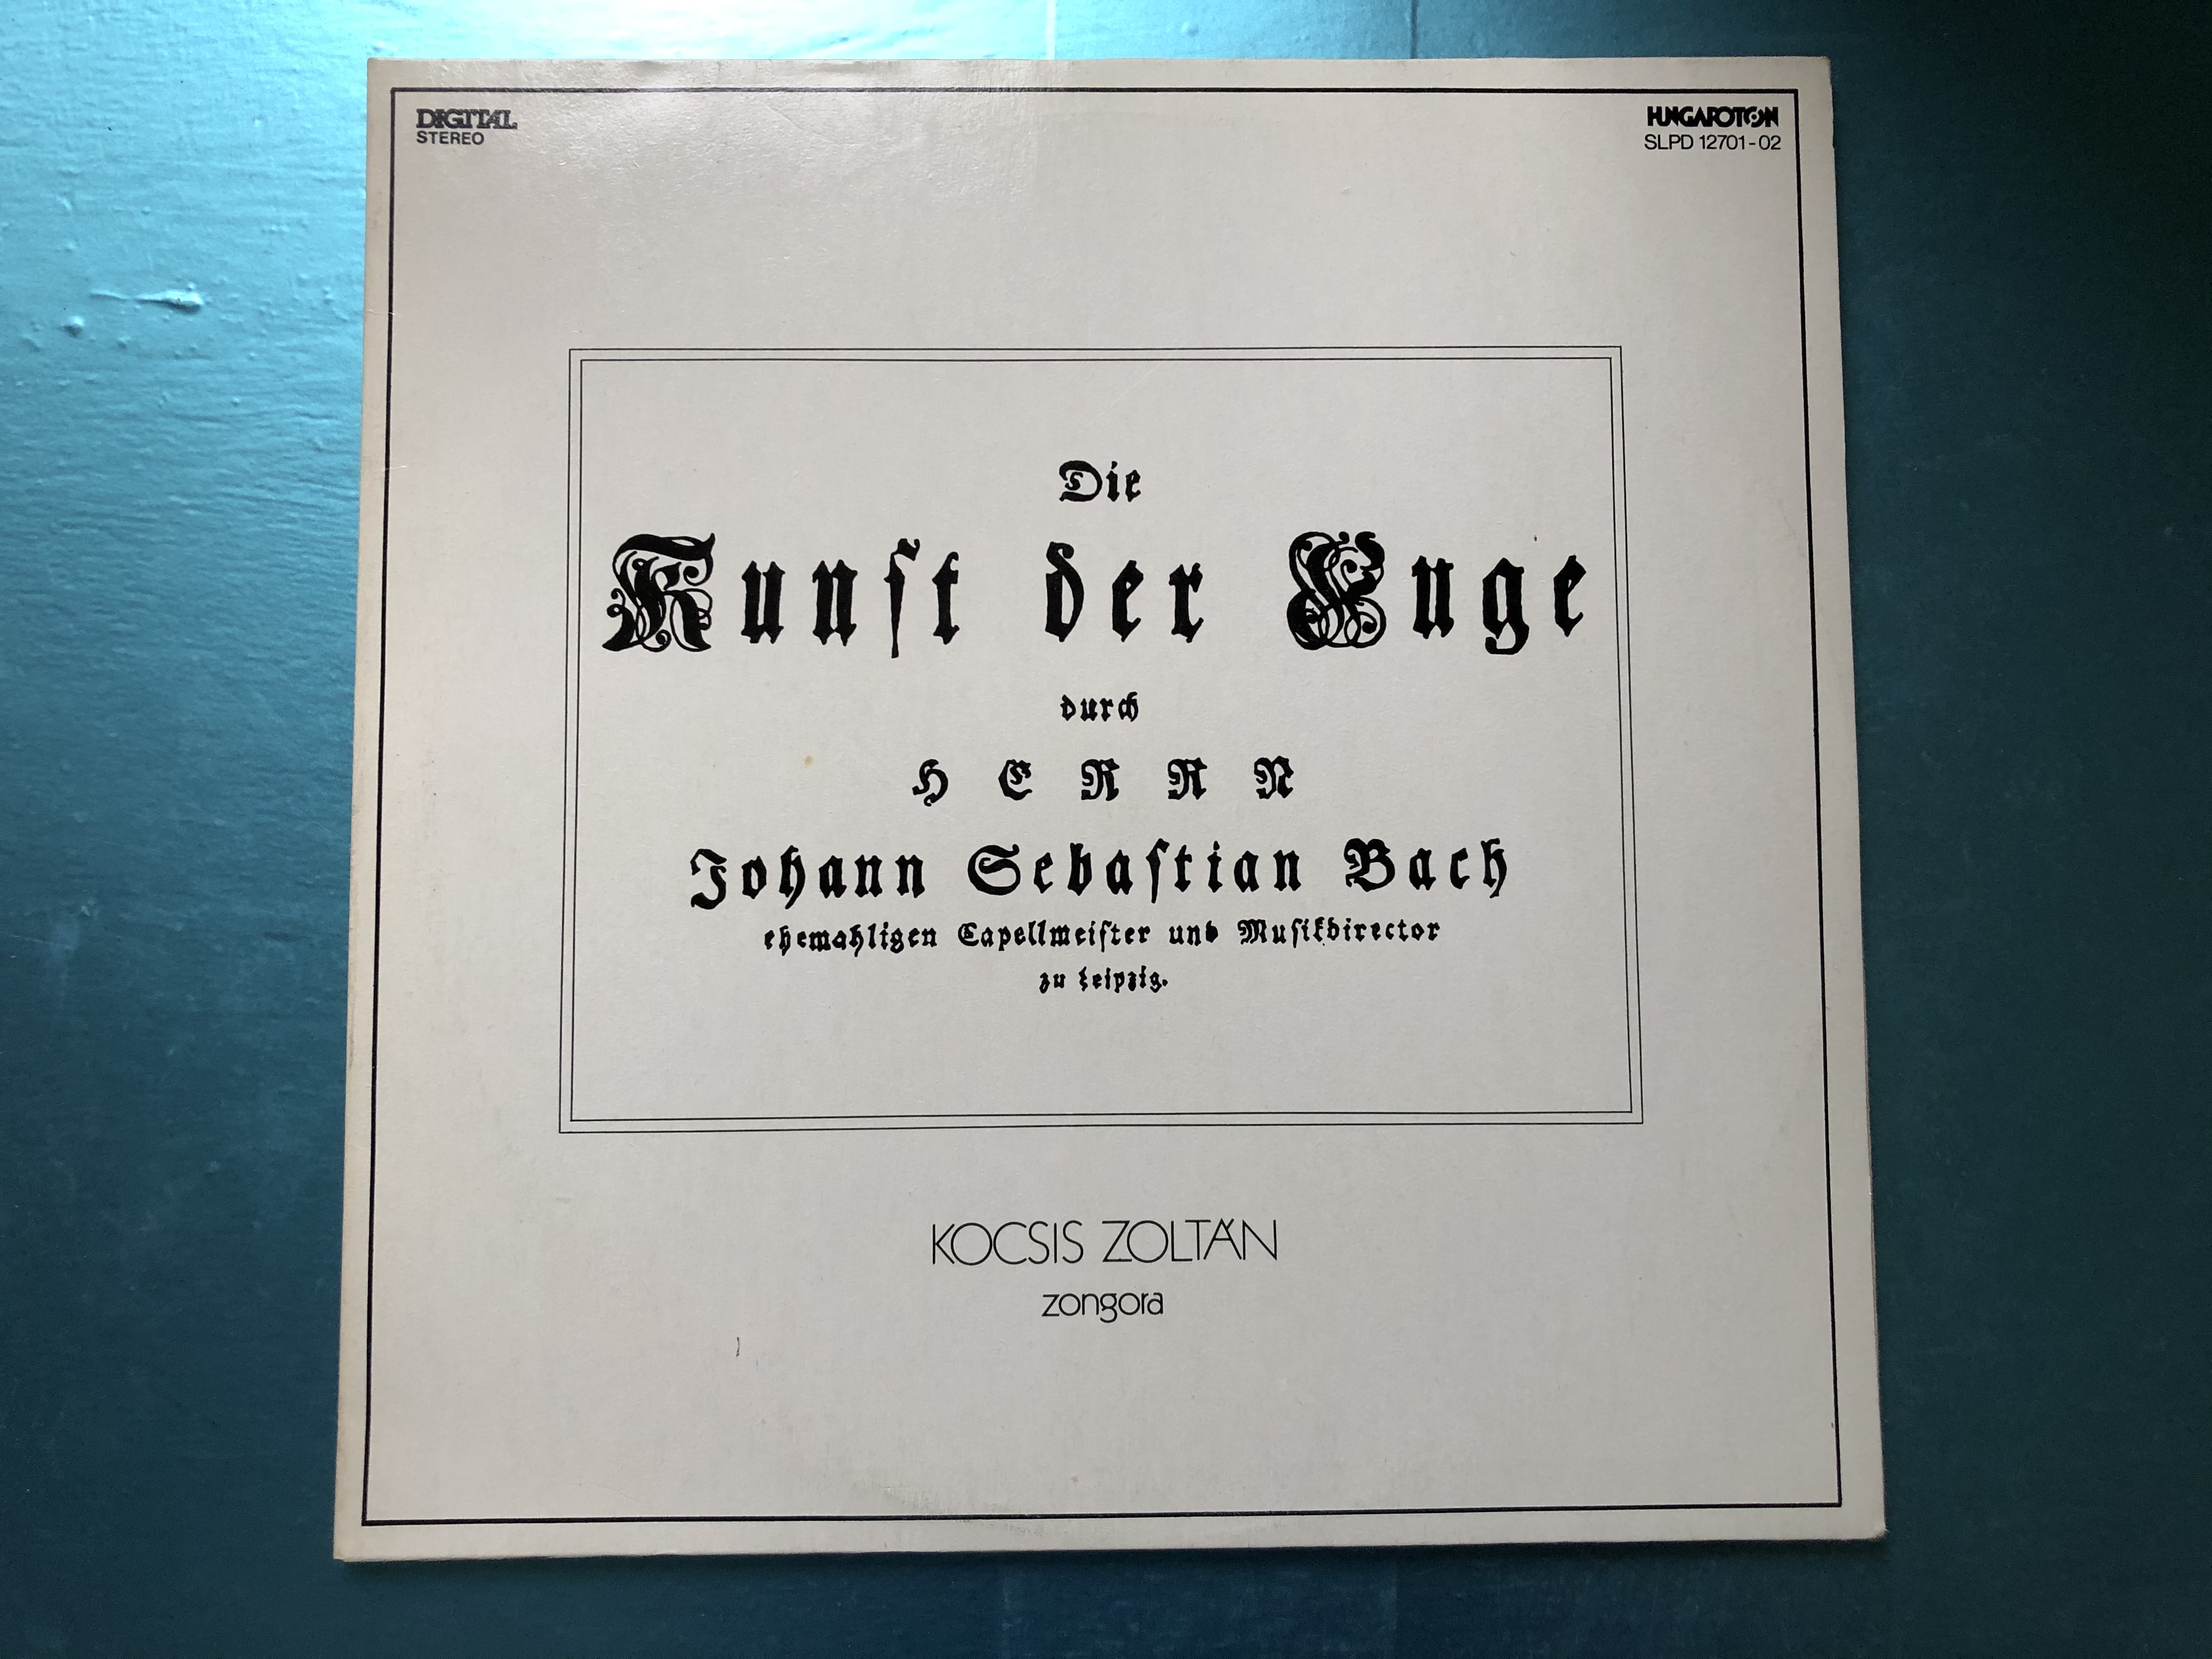 DIGITAL
STEREO
HUNGAROTON
SLPD 12701-02
Die
Kunst der Fuge
durch
HERRN
Johann Sebastian Bach
ehemahligen Capellmeister und Musikdirector
zu Leipzig.
KOCSIS ZOLTÁN
zongora